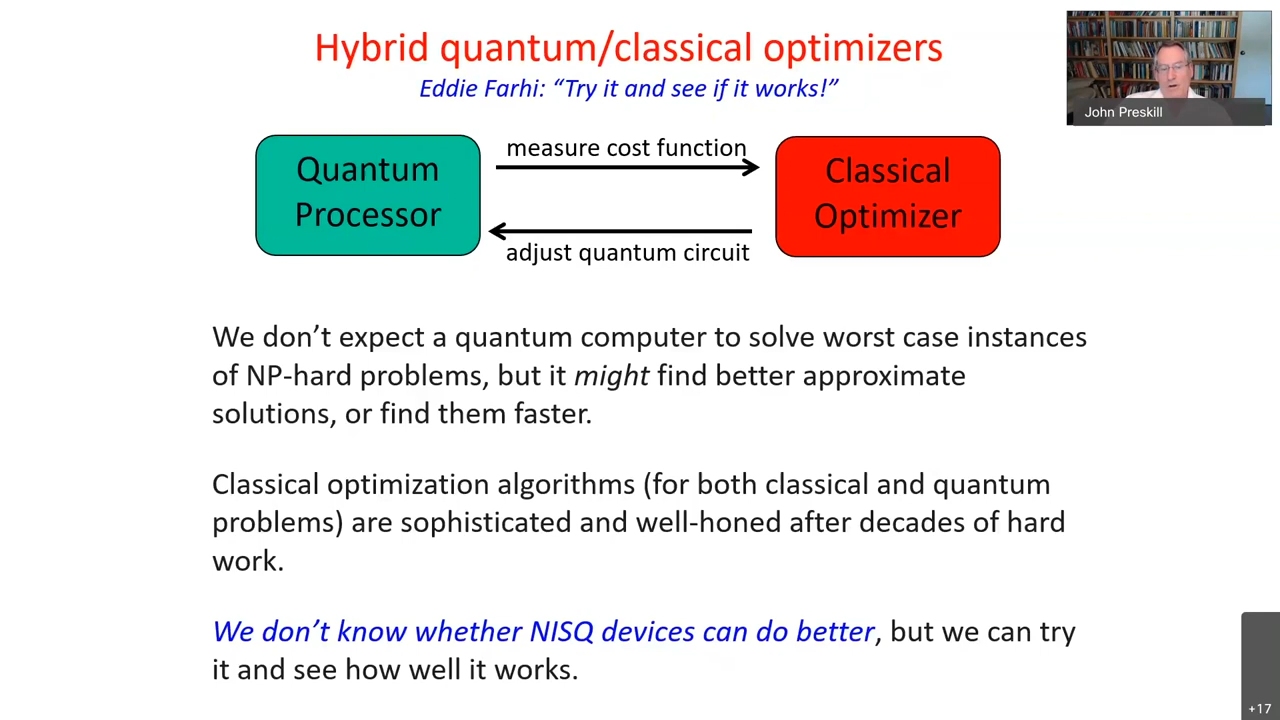 Hybrid quantum/classical optimizers
Eddie Farhi: “Try it and see if it works!”
John Preskill
Quantum
Processor
measure cost function
adjust quantum circuit
Classical
Optimizer
We don’t expect a quantum computer to solve worst case instances
of NP-hard problems, but it might find better approximate
solutions, or find them faster.
Classical optimization algorithms (for both classical and quantum
problems) are sophisticated and well-honed after decades of hard
work.
We don’t know whether NISQ devices can do better, but we can try
it and see how well it works.
+17